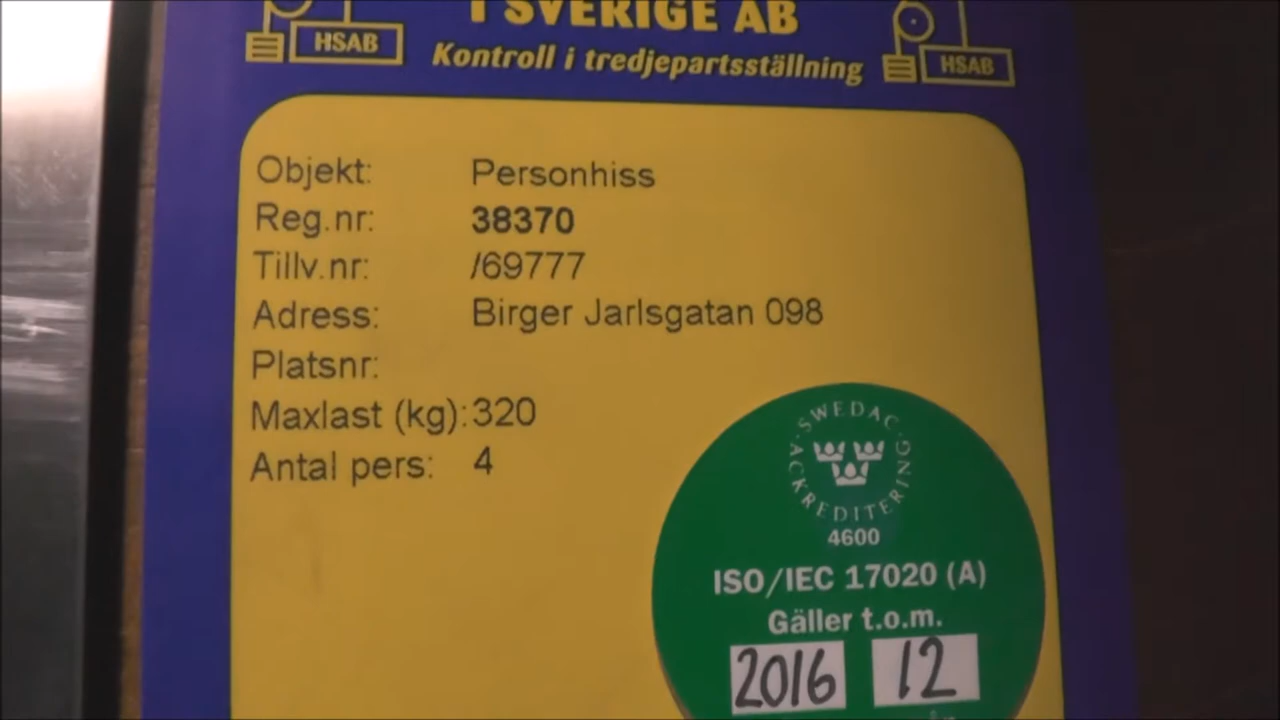 I SVERIGE AB
HSAB
Kontroll i tredjepartsställning
HSAB
Objekt: Personhiss
Reg.nr: 38370
Tillv.nr: /69777
Adress: Birger Jarlsgatan 098
Platsnr:
Maxlast (kg): 320
Antal pers: 4
SWEDAC
ACKREDITERING
4600
ISO/IEC 17020 (A)
Gäller t.o.m.
2016 12